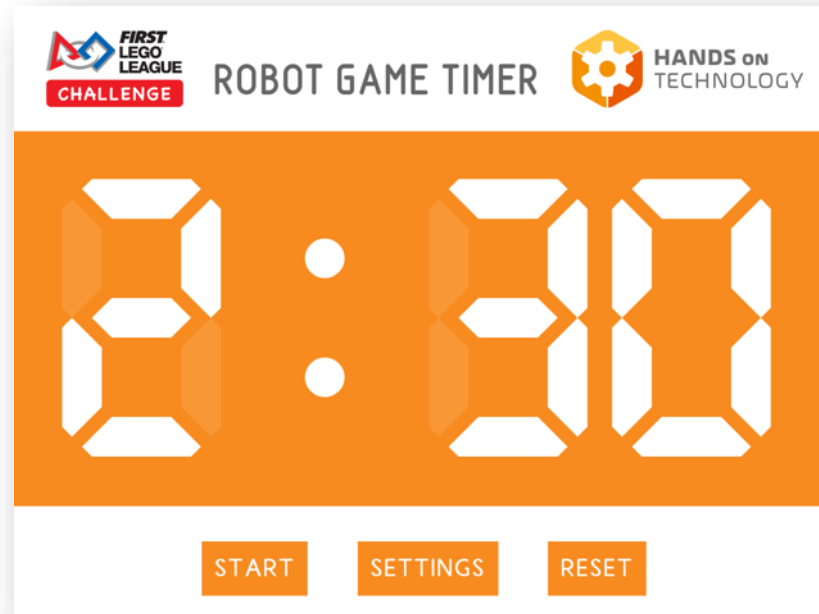 FIRST
LEGO
LEAGUE
CHALLENGE
ROBOT GAME TIMER
HANDS ON
TECHNOLOGY
2:30
START SETTINGS RESET